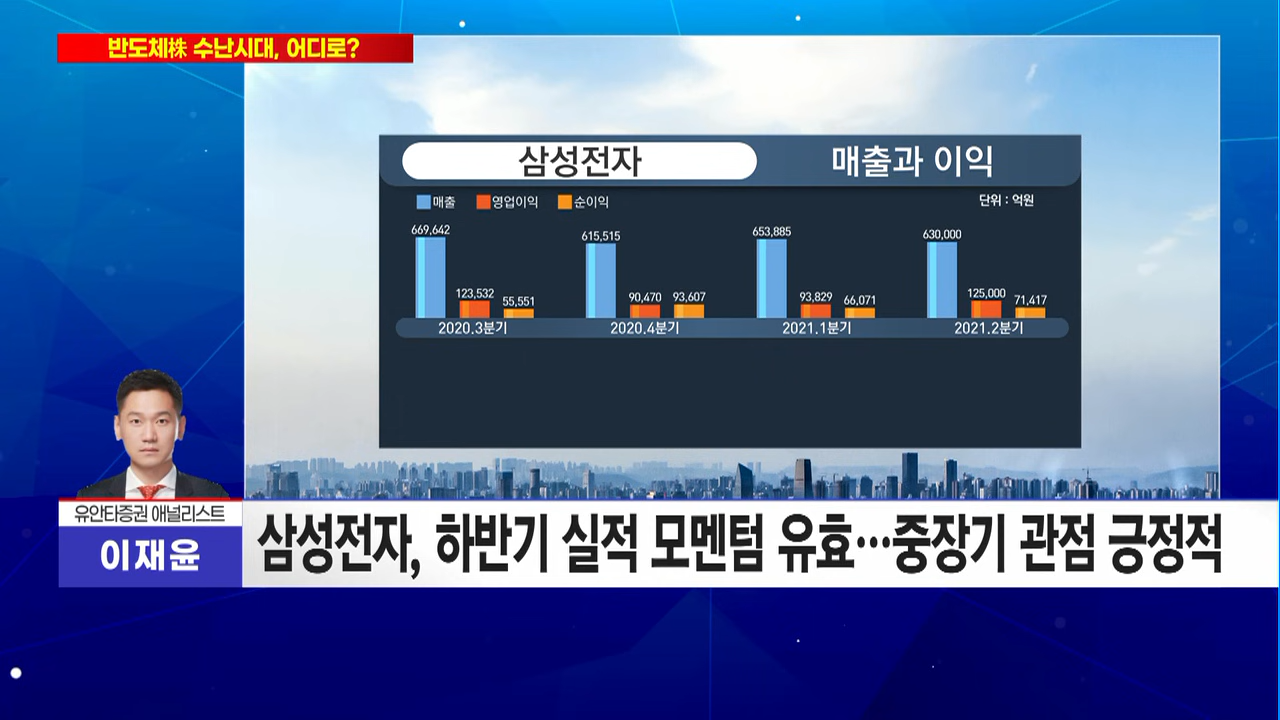 반도체株 수난시대, 어디로?
삼성전자 매출과 이익
매출 영업이익 순이익 단위 : 억원
669,642 123,532 55,551
615,515 90,470 93,607
653,885 93,829 66,071
630,000 125,000 71,417
2020.3분기 2020.4분기 2021.1분기 2021.2분기
유안타증권 애널리스트
이재윤
삼성전자, 하반기 실적 모멘텀 유효···중장기 관점 긍정적